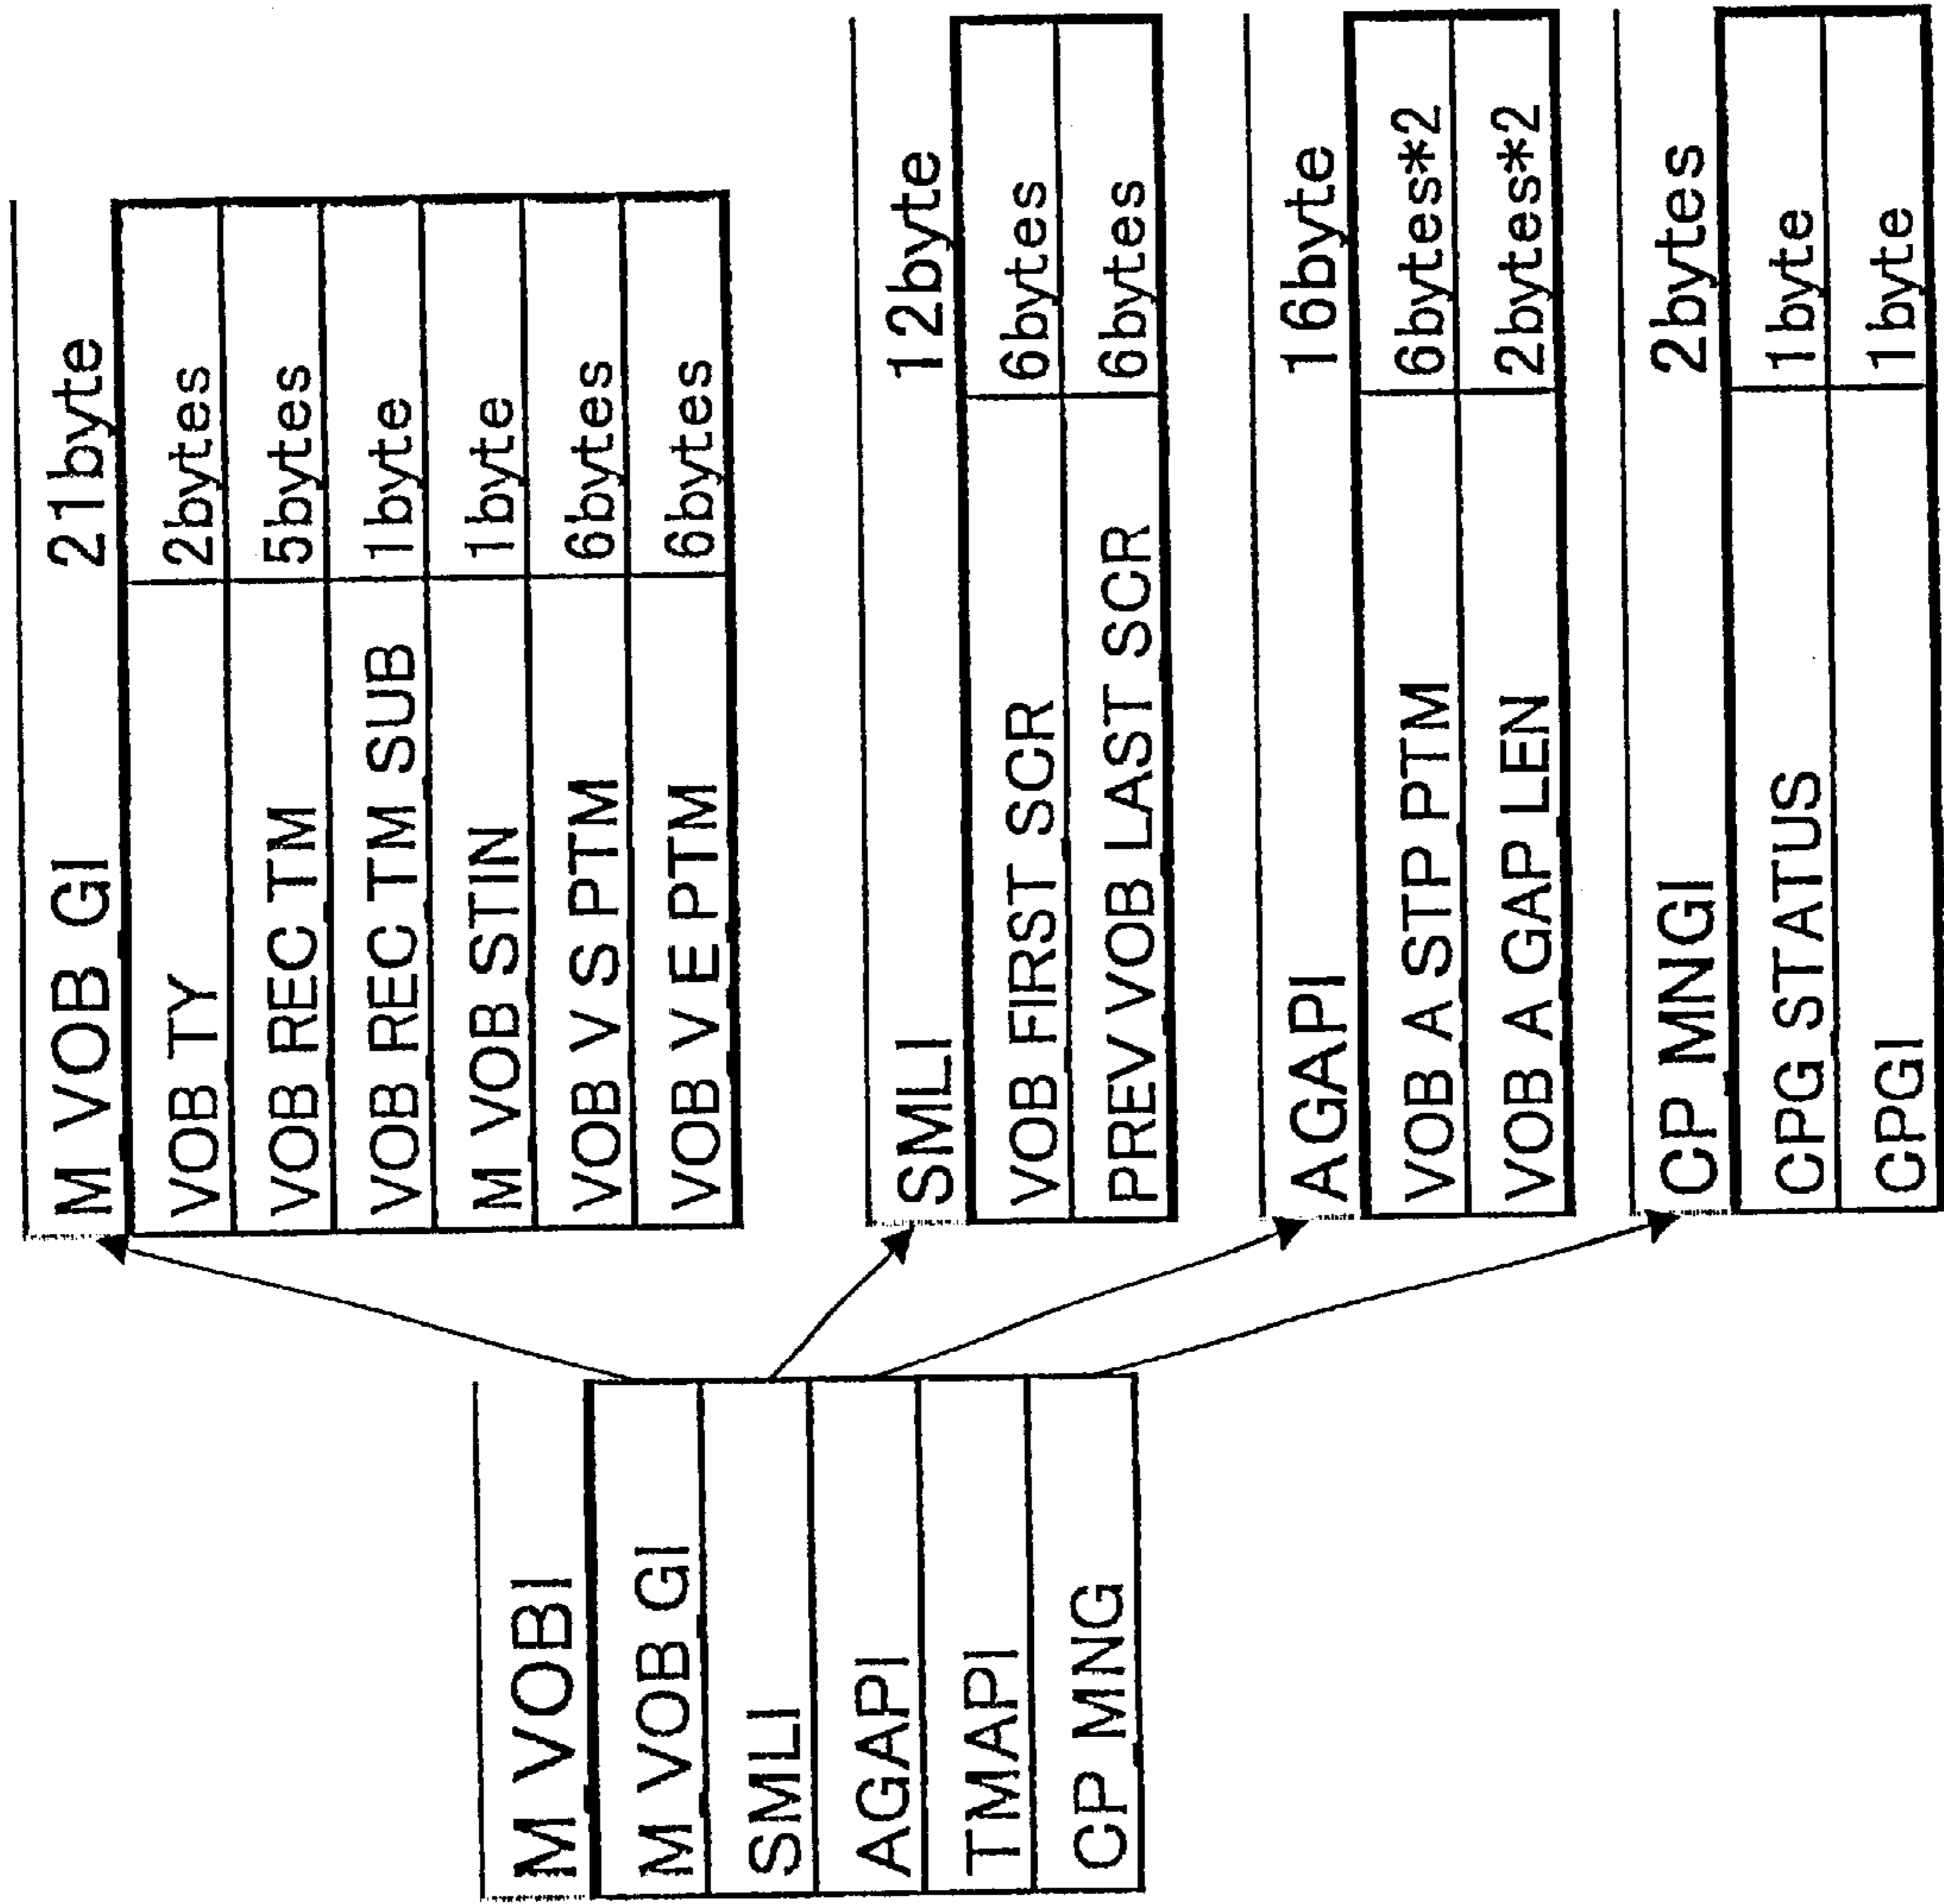 M VOBI
M VOB GI
SMLI
AGAPI
TMAPI
CP MNG
M VOB GI 21byte
VOB TY 2bytes
VOB REC TM 5bytes
VOB REC TM SUB 1byte
M VOB STIN 1byte
VOB V S PTM 6bytes
VOB V E PTM 6bytes
SMLI 12byte
VOB FIRST SCR 6bytes
PREV VOB LAST SCR 6bytes
AGAPI 16byte
VOB A STP PTM 6bytes*2
VOB A GAP LEN 2bytes*2
CP MNGI 2bytes
CPG STATUS 1byte
CPGI 1byte